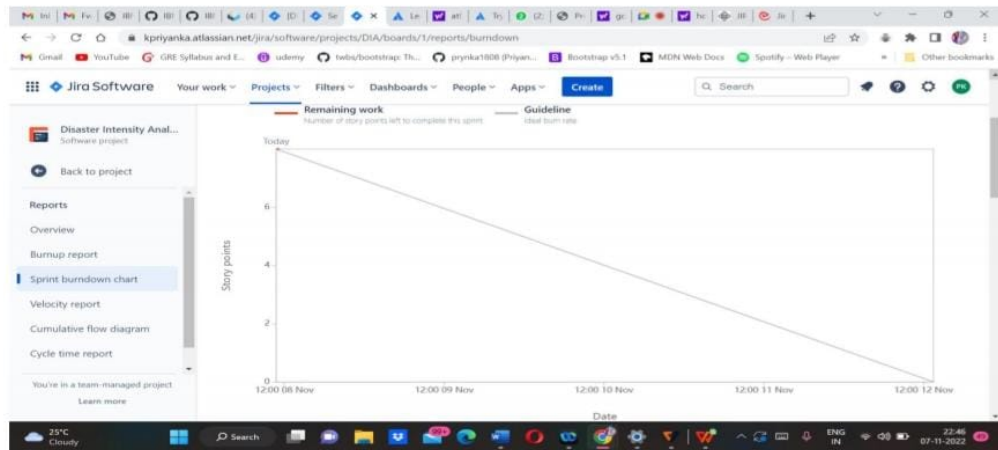 kpriyanka.atlassian.net/jira/software/projects/DIA/boards/1/reports/burndown
Gmail YouTube GRE Syllabus and E... udemy twbs/bootstrap: Th... prynka1808 (Priyan... Bootstrap v5.1 MDN Web Docs Spotify – Web Player » Other bookmarks
Jira Software Your work Projects Filters Dashboards People Apps Create Search PK
Remaining work Guideline
Number of story points left to complete this sprint Ideal burn rate
Disaster Intensity Anal...
Software project
Back to project
Reports
Overview
Burnup report
Sprint burndown chart
Velocity report
Cumulative flow diagram
Cycle time report
You're in a team-managed project
Learn more
Today
6
4
2
0
Story points
12:00 08 Nov 12:00 09 Nov 12:00 10 Nov 12:00 11 Nov 12:00 12 Nov
Date
25°C
Cloudy
Search
99+
ENG
IN
22:46
07-11-2022